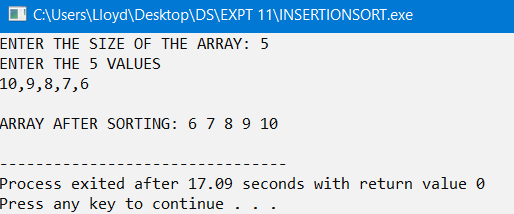 C:\Users\Lloyd\Desktop\DS\EXPT 11\INSERTIONSORT.exe
ENTER THE SIZE OF THE ARRAY: 5
ENTER THE 5 VALUES
10,9,8,7,6
ARRAY AFTER SORTING: 6 7 8 9 10
--------------------------------
Process exited after 17.09 seconds with return value 0
Press any key to continue . . .